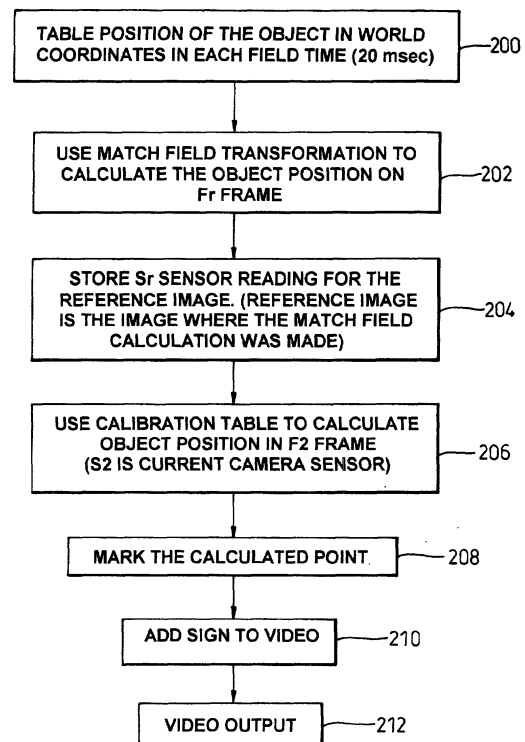 TABLE POSITION OF THE OBJECT IN WORLD
COORDINATES IN EACH FIELD TIME (20 msec)
200
USE MATCH FIELD TRANSFORMATION TO
CALCULATE THE OBJECT POSITION ON
Fr FRAME
202
STORE Sr SENSOR READING FOR THE
REFERENCE IMAGE. (REFERENCE IMAGE
IS THE IMAGE WHERE THE MATCH FIELD
CALCULATION WAS MADE)
204
USE CALIBRATION TABLE TO CALCULATE
OBJECT POSITION IN F2 FRAME
(S2 IS CURRENT CAMERA SENSOR)
206
MARK THE CALCULATED POINT
208
ADD SIGN TO VIDEO
210
VIDEO OUTPUT
212